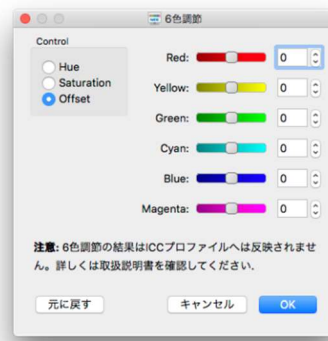 6色調節
Control
Hue
Saturation
Offset
Red: 0
Yellow: 0
Green: 0
Cyan: 0
Blue: 0
Magenta: 0
注意: 6色調節の結果はICCプロファイルへは反映されませ
ん。詳しくは取扱説明書を確認してください.
元に戻す キャンセル OK